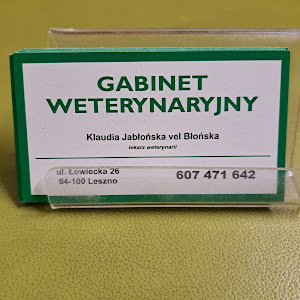 GABINET
WETERYNARYJNY
Klaudia Jabłońska vel Błońska
lekarz weterynarii
ul. Łowiecka 26
64-100 Leszno
607 471 642